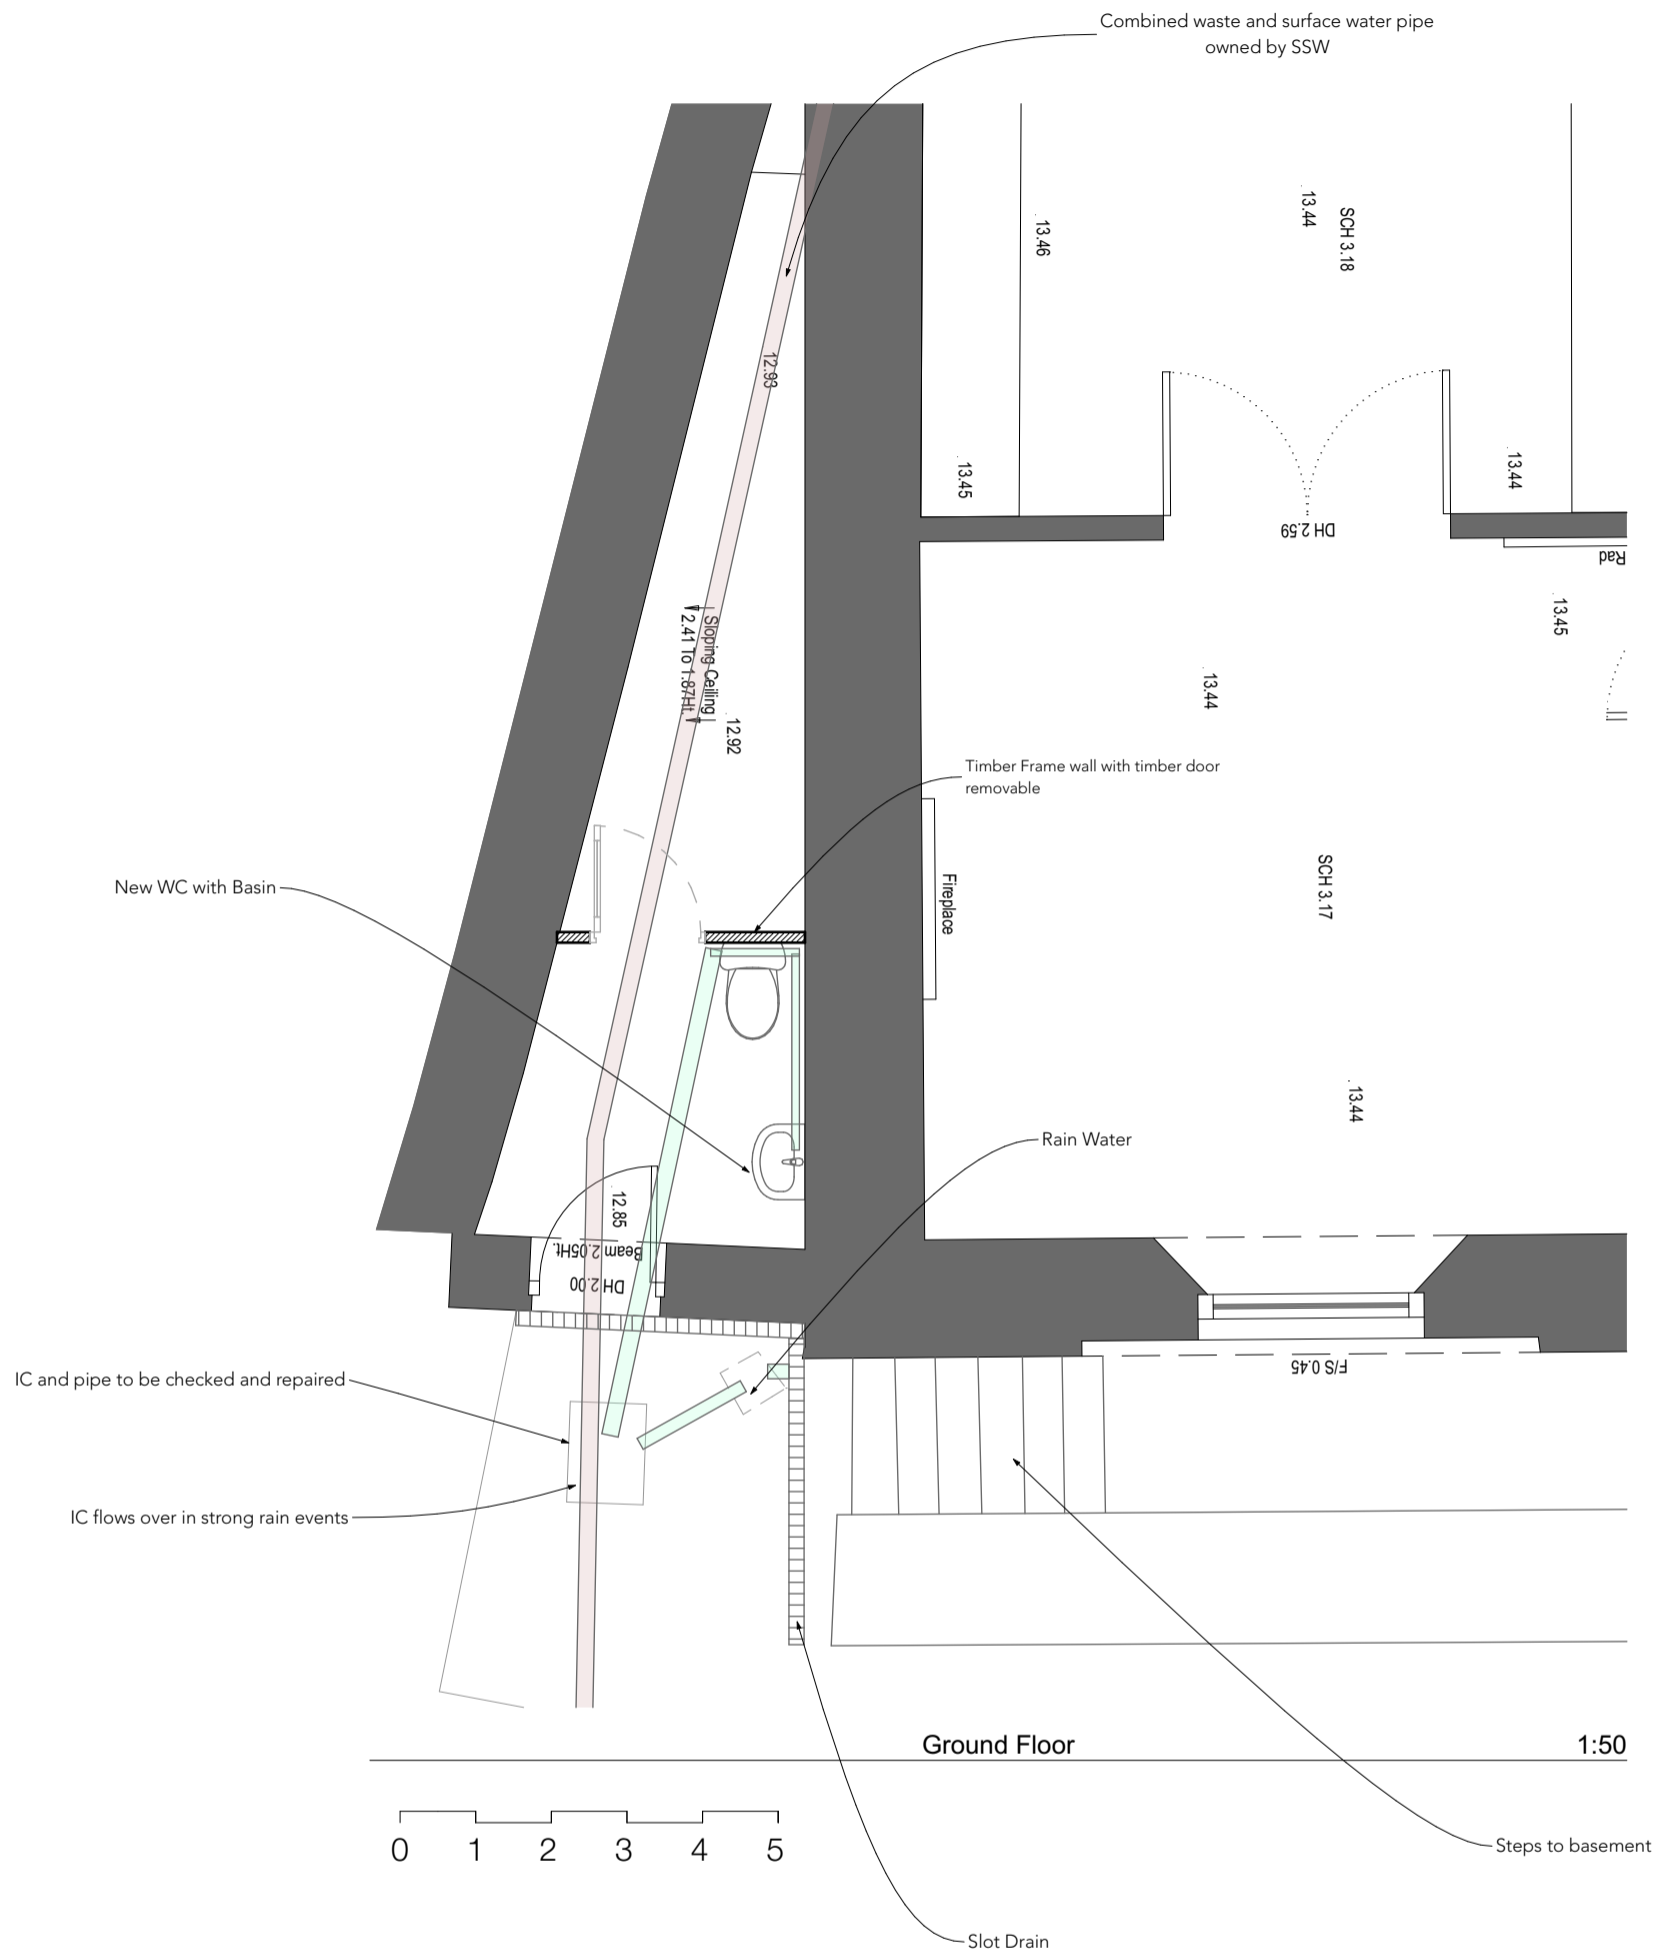 Combined waste and surface water pipe
owned by SSW
13.44
SCH 3.18
13.46
12.93
13.45
13.44
DH 2.59
Rad
13.45
Sloping Ceiling
2.41 To 1.87Ht.
12.92
13.44
Timber Frame wall with timber door
removable
New WC with Basin
Fireplace
SCH 3.17
13.44
Rain Water
12.85
Beam 2.05Ht.
DH 2.00
F/S 0.45
IC and pipe to be checked and repaired
IC flows over in strong rain events
Ground Floor
1:50
0 1 2 3 4 5
Steps to basement
Slot Drain